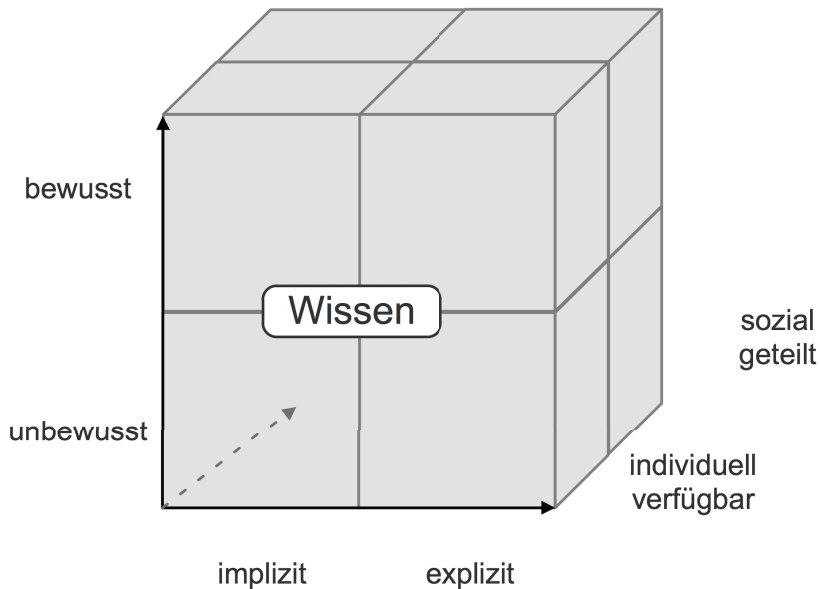 bewusst
Wissen
sozial
geteilt
unbewusst
individuell
verfügbar
implizit
explizit